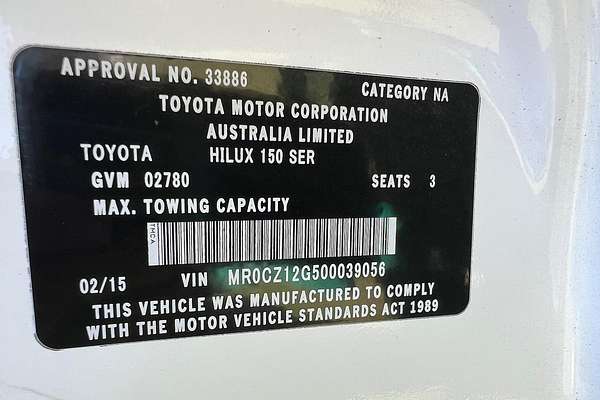 APPROVAL NO. 33886 CATEGORY NA
TOYOTA MOTOR CORPORATION
AUSTRALIA LIMITED
TOYOTA HILUX 150 SER
GVM 02780 SEATS 3
MAX. TOWING CAPACITY
TMCA
02/15 VIN MR0CZ12G500039056
THIS VEHICLE WAS MANUFACTURED TO COMPLY
WITH THE MOTOR VEHICLE STANDARDS ACT 1989